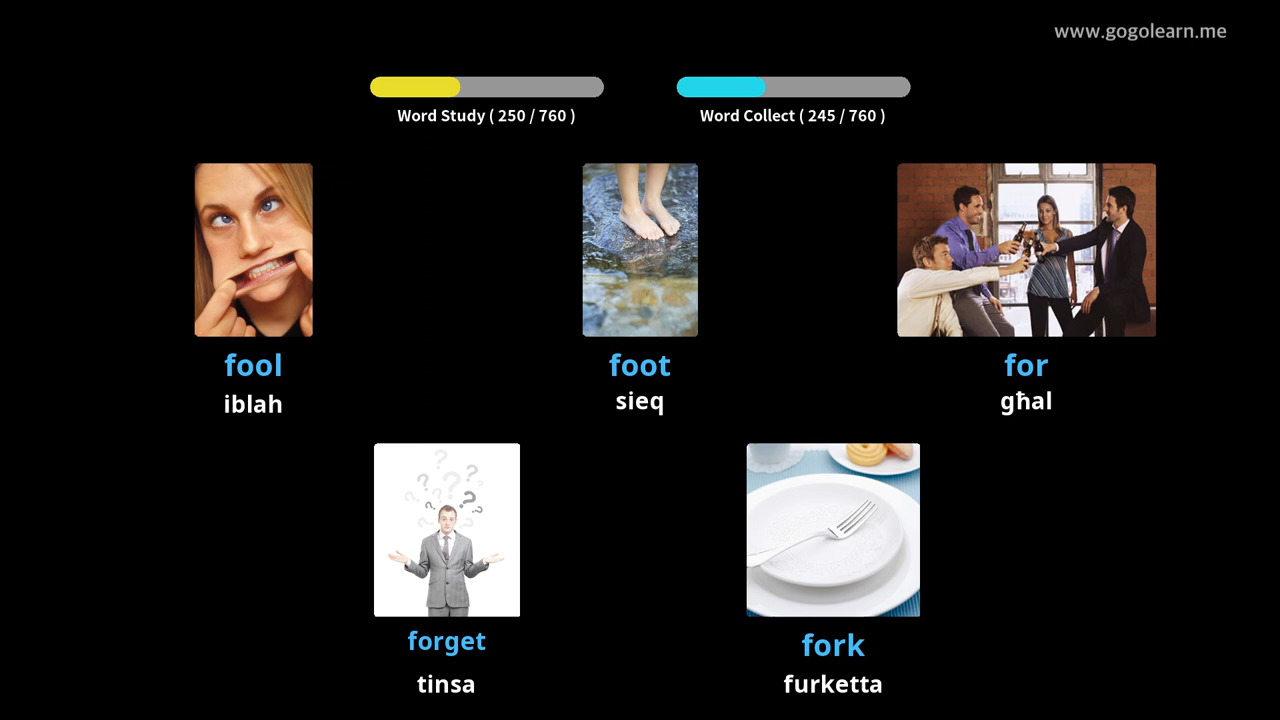 www.gogolearn.me
Word Study ( 250 / 760 )
Word Collect ( 245 / 760 )
fool
iblah
foot
sieq
for
għal
forget
tinsa
fork
furketta